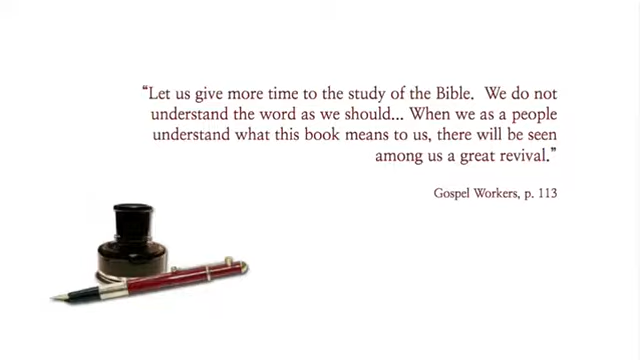 “Let us give more time to the study of the Bible.  We do not
understand the word as we should... When we as a people
understand what this book means to us, there will be seen
among us a great revival.”
Gospel Workers, p. 113